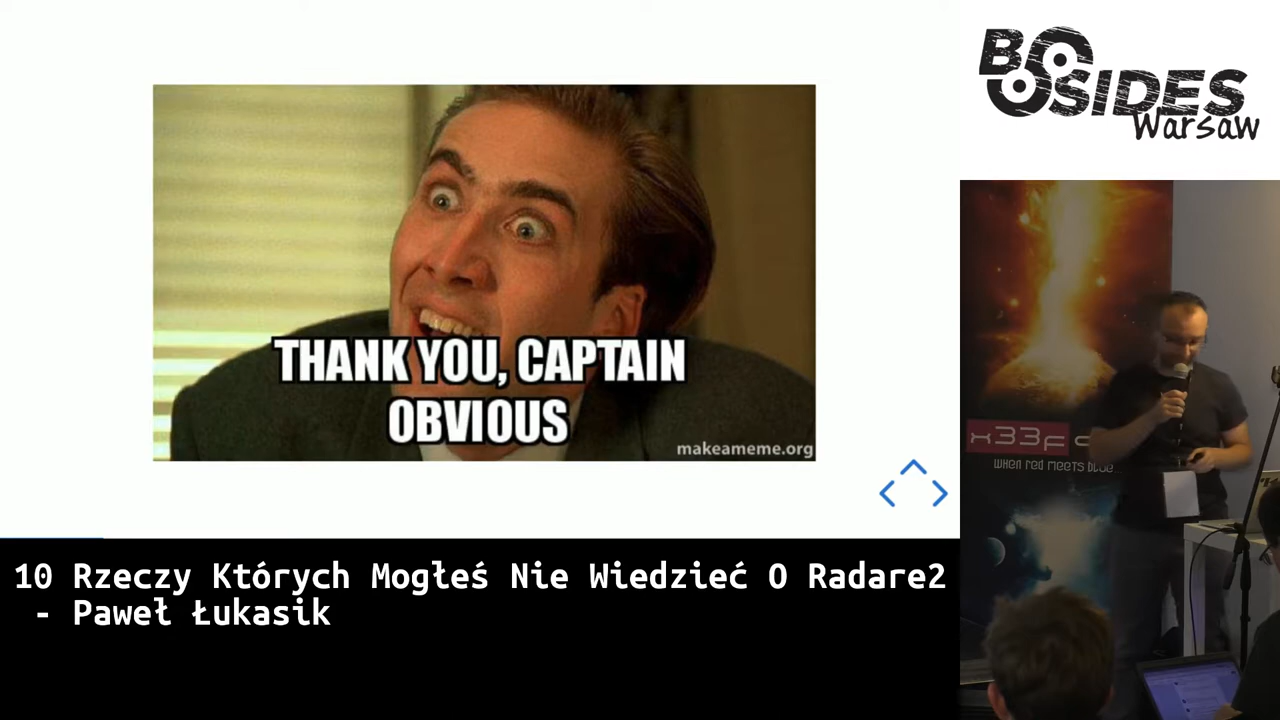 THANK YOU, CAPTAIN
OBVIOUS
makeameme.org
10 Rzeczy Których Mogłeś Nie Wiedzieć O Radare2
- Paweł Łukasik
BSIDES
Warsaw
x33f
when red meets blue...